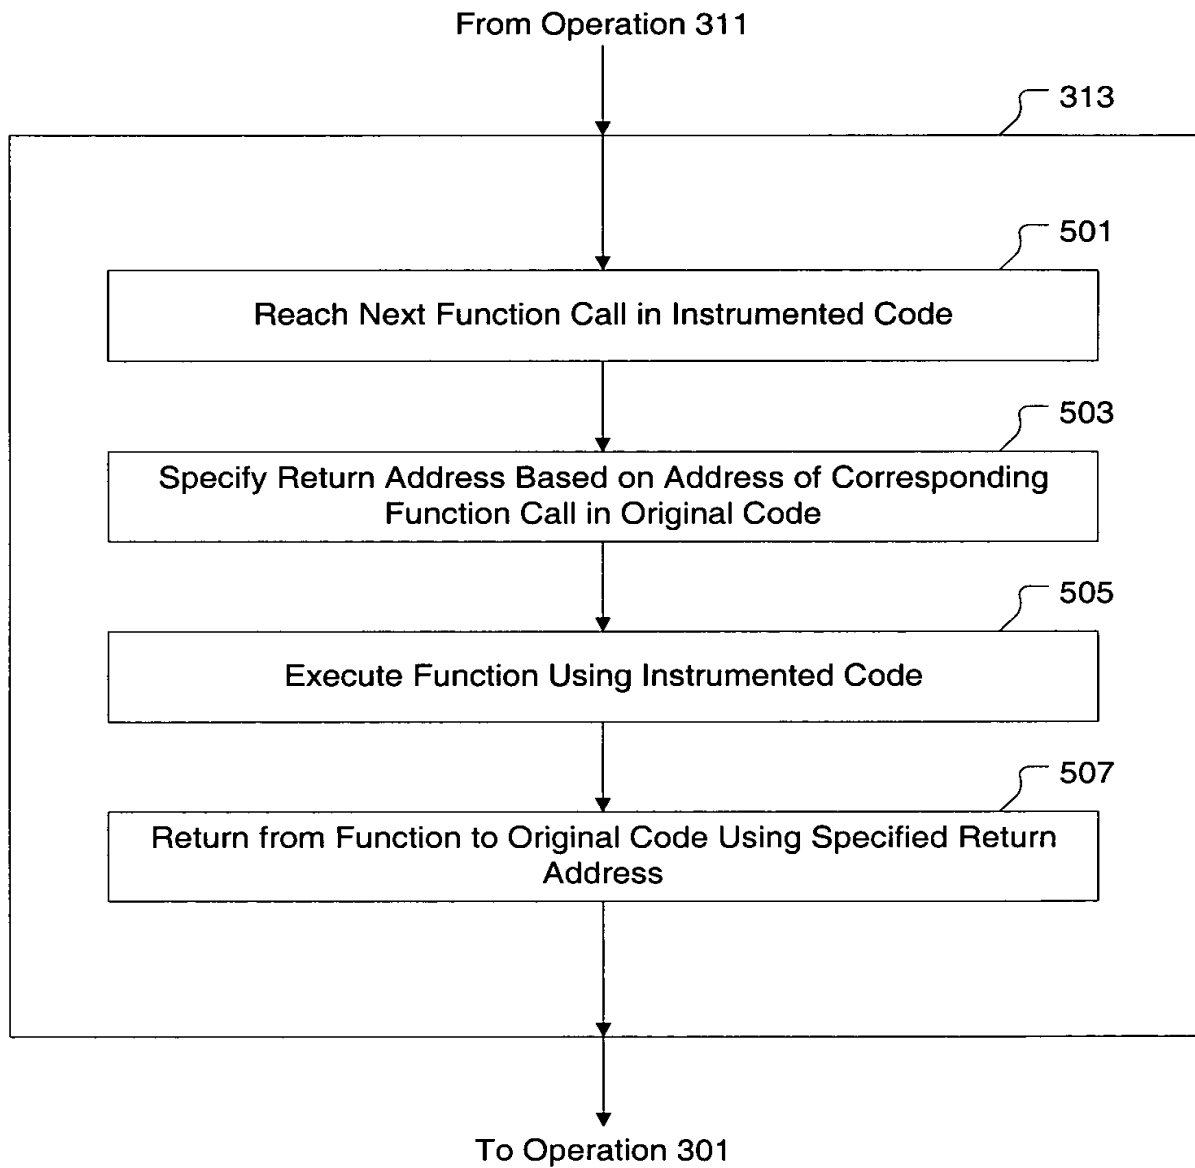 From Operation 311
313
501
Reach Next Function Call in Instrumented Code
503
Specify Return Address Based on Address of Corresponding
Function Call in Original Code
505
Execute Function Using Instrumented Code
507
Return from Function to Original Code Using Specified Return
Address
To Operation 301